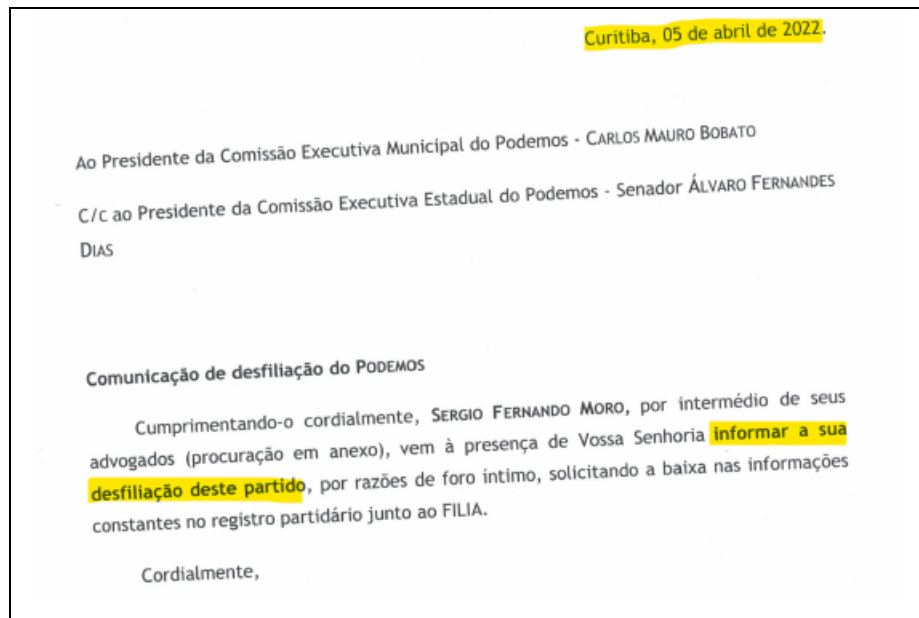 Curitiba, 05 de abril de 2022.
Ao Presidente da Comissão Executiva Municipal do Podemos - CARLOS MAURO BOBATO
C/c ao Presidente da Comissão Executiva Estadual do Podemos - Senador ÁLVARO FERNANDES
DIAS
Comunicação de desfiliação do PODEMOS
Cumprimentando-o cordialmente, SERGIO FERNANDO MORO, por intermédio de seus
advogados (procuração em anexo), vem à presença de Vossa Senhoria informar a sua
desfiliação deste partido, por razões de foro íntimo, solicitando a baixa nas informações
constantes no registro partidário junto ao FILIA.
Cordialmente,